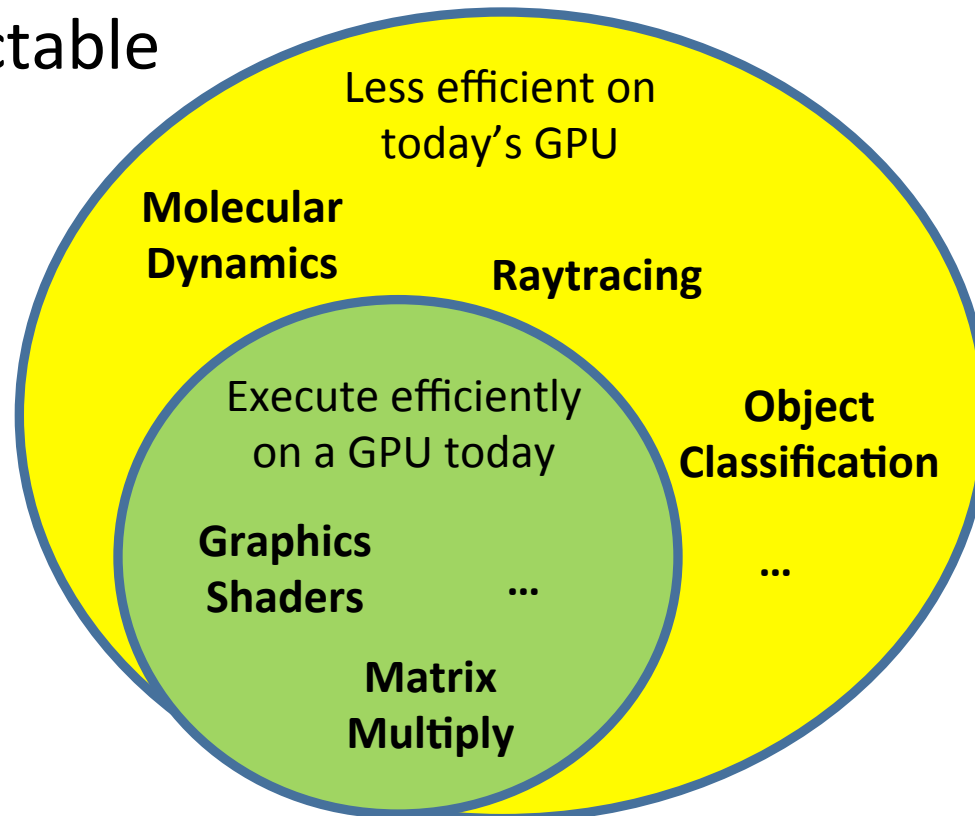 ctable
Less efficient on
today's GPU
Molecular
Dynamics
Raytracing
Execute efficiently
on a GPU today
Object
Classification
Graphics
Shaders
...
...
Matrix
Multiply